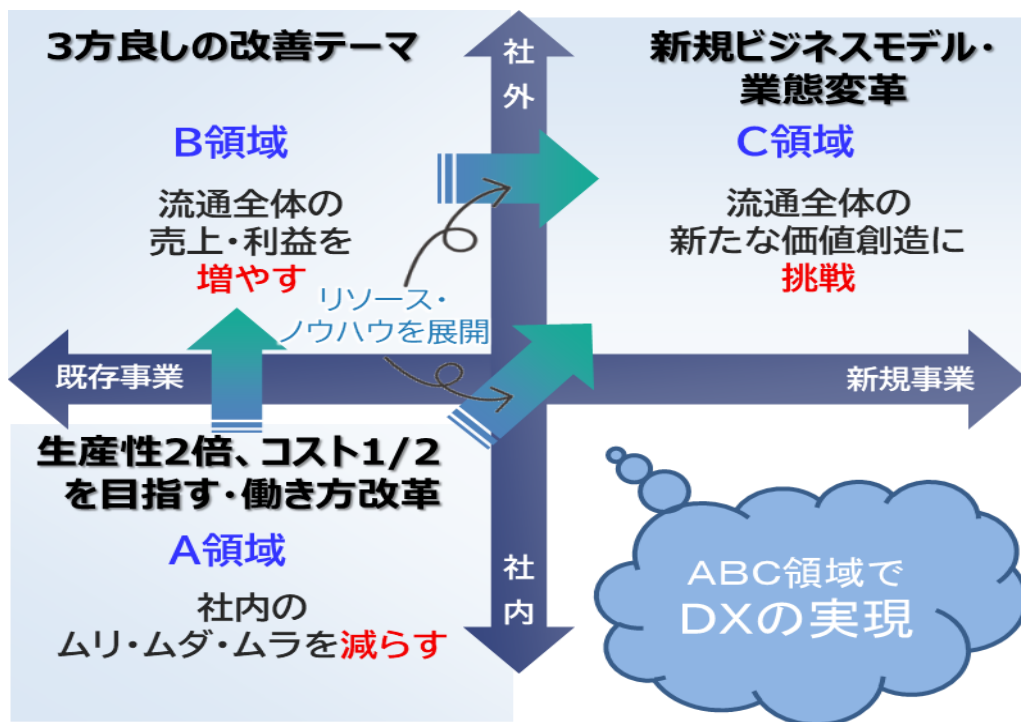 3方良しの改善テーマ
B領域
流通全体の
売上・利益を
増やす
社外
新規ビジネスモデル・
業態変革
C領域
流通全体の
新たな価値創造に
挑戦
リソース・
ノウハウを展開
既存事業
新規事業
生産性2倍、コスト1/2
を目指す・働き方改革
A領域
社内の
ムリ・ムダ・ムラを減らす
社内
ABC領域で
DXの実現